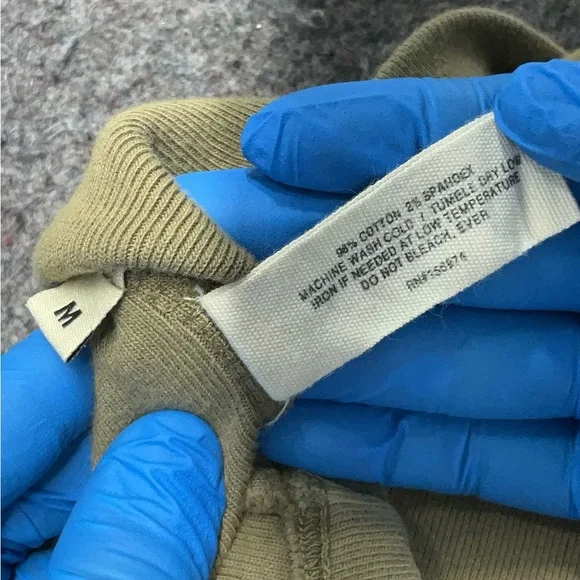 M
98% COTTON 2% SPANDEX
MACHINE WASH COLD / TUMBLE DRY LOW
IRON IF NEEDED AT LOW TEMPERATURE
DO NOT BLEACH. EVER